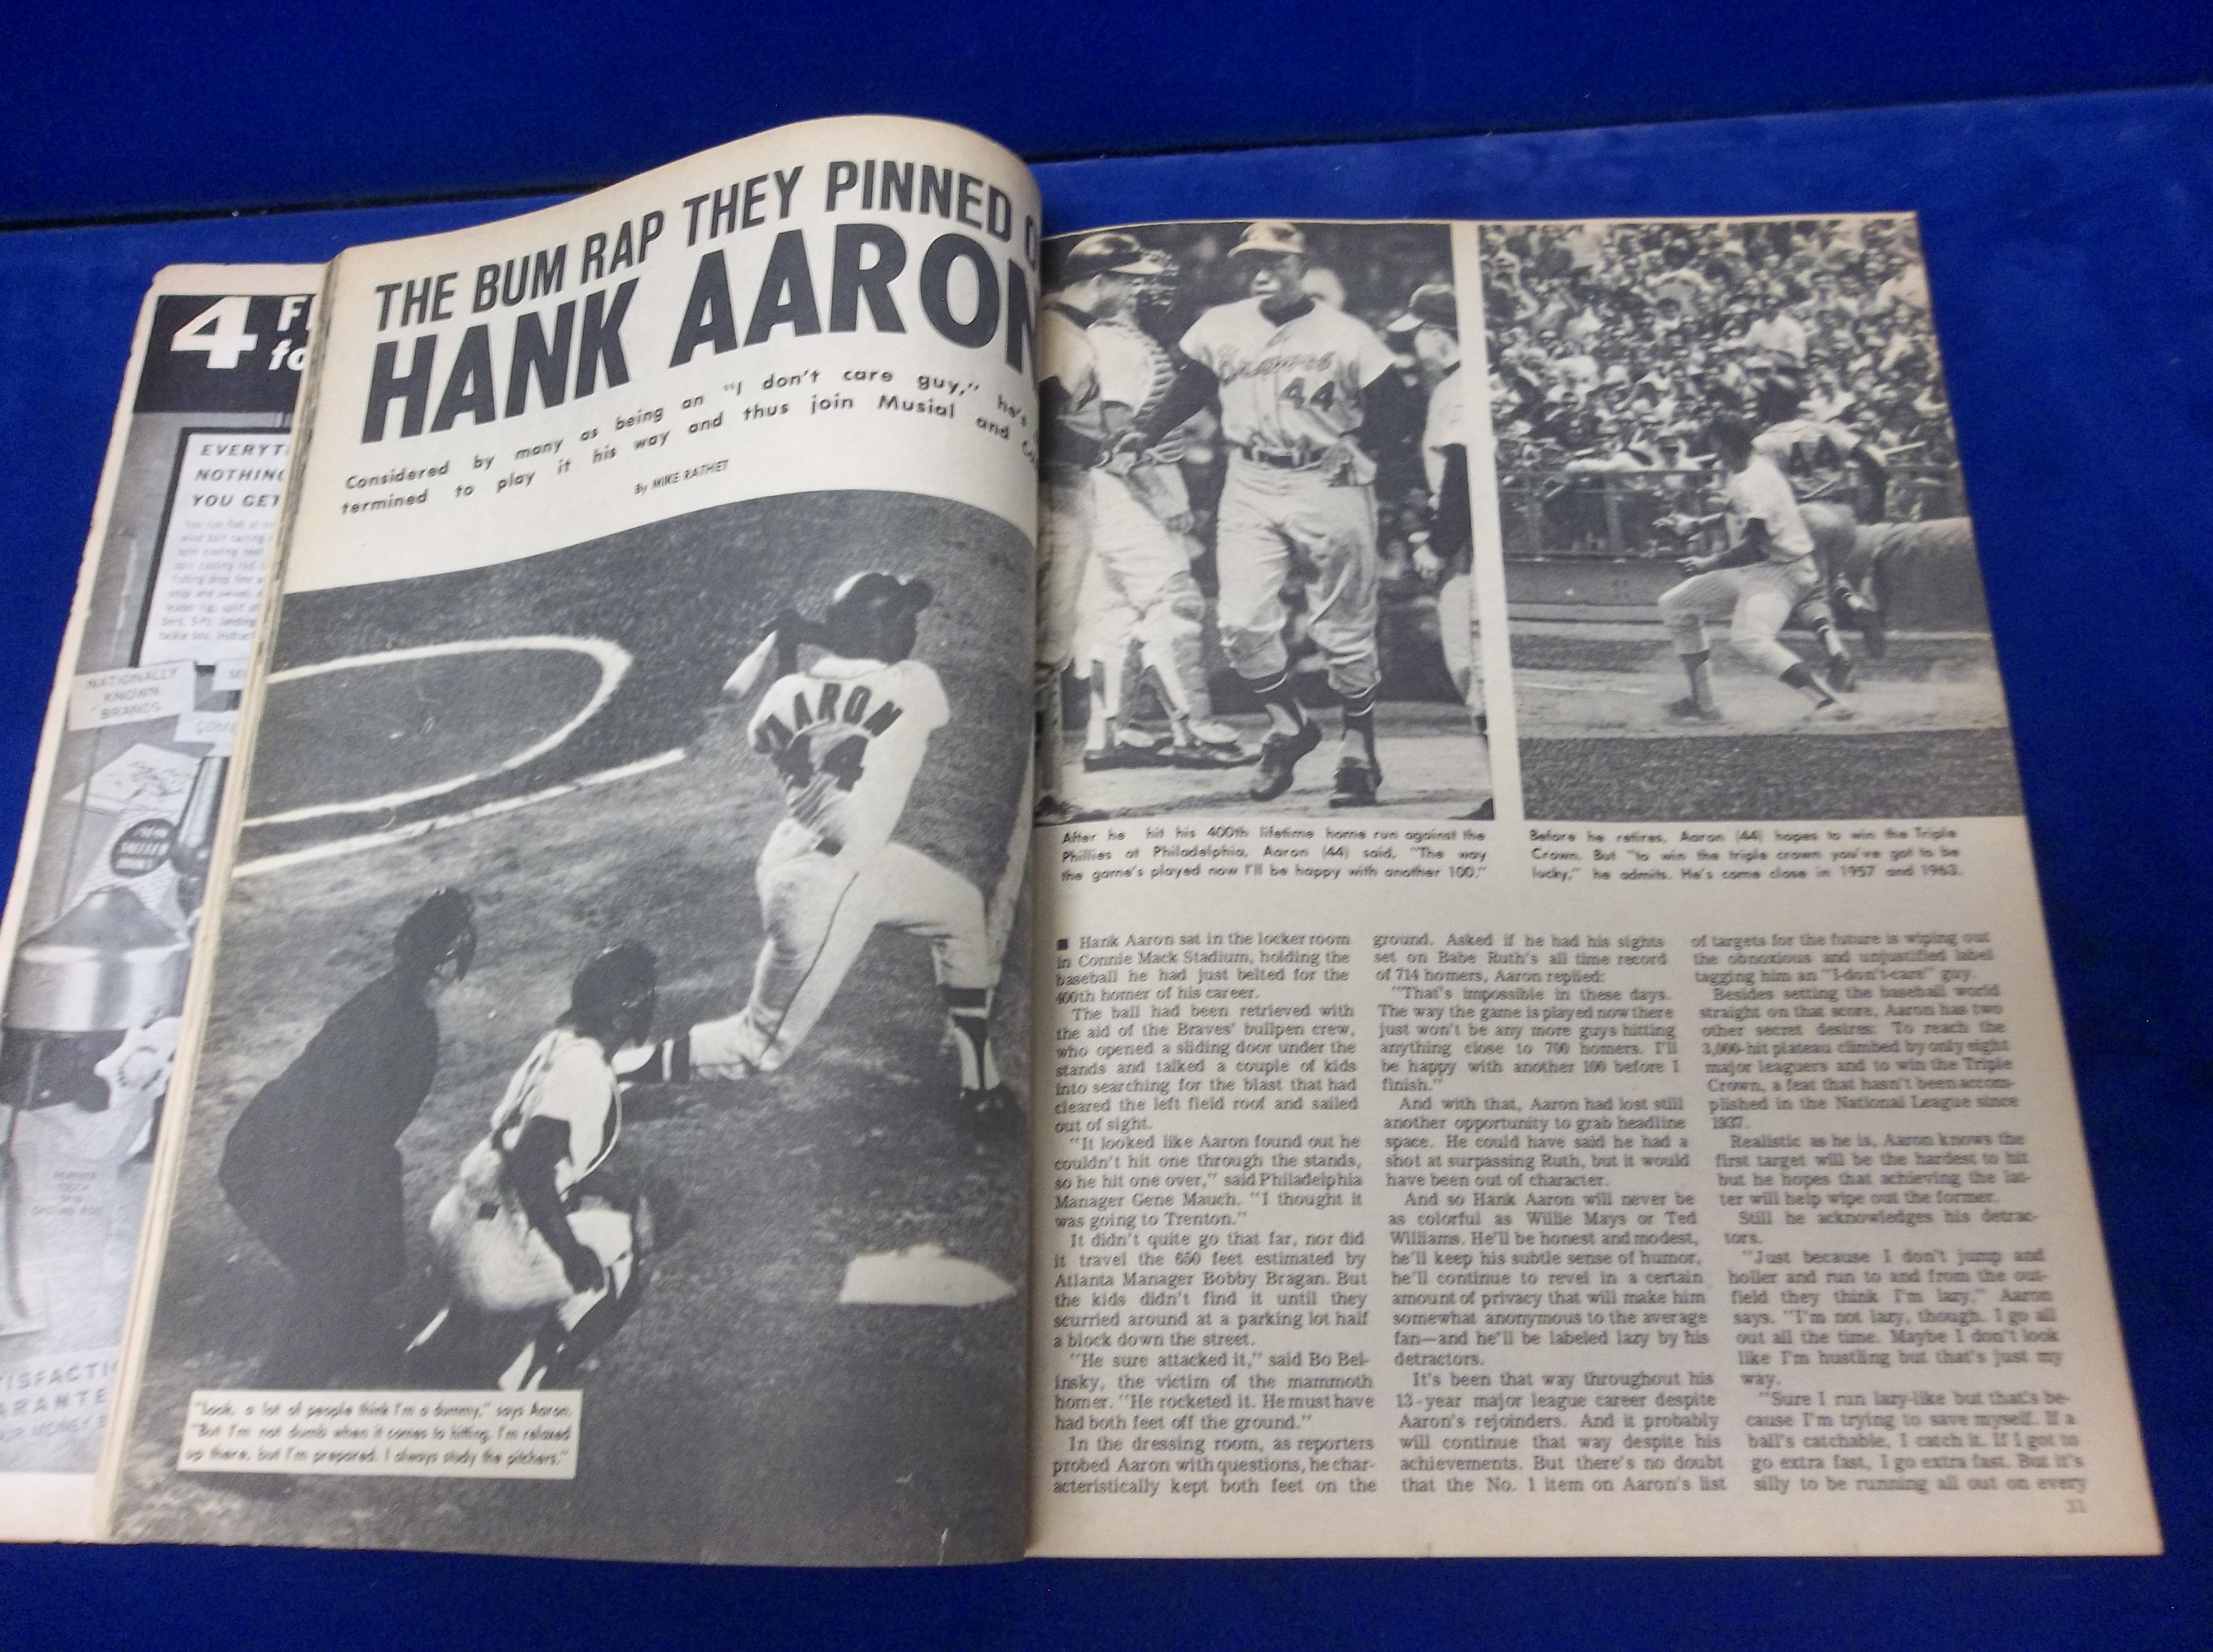 4
EVERYT
NOTHING
YOU GET
NATIONALLY
KNOWN
BRANDS
THE BUM RAP THEY PINNED O
HANK AARON
Considered by many as being an "I don't care guy," he's
termined to play it his way and thus join Musial and Co
By MIKE RATHET
AARON
"Look, a lot of people think I'm a dummy," says Aaron.
"But I'm not dumb when it comes to hitting. I'm relaxed
up there, but I'm prepared. I always study the pitchers."
44
44
After he hit his 400th lifetime home run against the
Phillies at Philadelphia, Aaron (44) said, "The way
the game's played now I'll be happy with another 100."
Before he retires, Aaron (44) hopes to win the Triple
Crown. But "to win the triple crown you've got to be
lucky," he admits. He's come close in 1957 and 1963.
■ Hank Aaron sat in the locker room
in Connie Mack Stadium, holding the
baseball he had just belted for the
400th homer of his career.
The ball had been retrieved with
the aid of the Braves' bullpen crew,
who opened a sliding door under the
stands and talked a couple of kids
into searching for the blast that had
cleared the left field roof and sailed
out of sight.
"It looked like Aaron found out he
couldn't hit one through the stands,
so he hit one over," said Philadelphia
Manager Gene Mauch. "I thought it
was going to Trenton."
It didn't quite go that far, nor did
it travel the 650 feet estimated by
Atlanta Manager Bobby Bragan. But
the kids didn't find it until they
scurried around at a parking lot half
a block down the street.
"He sure attacked it," said Bo Bel-
insky, the victim of the mammoth
homer. "He rocketed it. He must have
had both feet off the ground."
In the dressing room, as reporters
probed Aaron with questions, he char-
acteristically kept both feet on the
ground. Asked if he had his sights
set on Babe Ruth's all time record
of 714 homers, Aaron replied:
"That's impossible in these days.
The way the game is played now there
just won't be any more guys hitting
anything close to 700 homers. I'll
be happy with another 100 before I
finish."
And with that, Aaron had lost still
another opportunity to grab headline
space. He could have said he had a
shot at surpassing Ruth, but it would
have been out of character.
And so Hank Aaron will never be
as colorful as Willie Mays or Ted
Williams. He'll be honest and modest,
he'll keep his subtle sense of humor,
he'll continue to revel in a certain
amount of privacy that will make him
somewhat anonymous to the average
fan—and he'll be labeled lazy by his
detractors.
It's been that way throughout his
13-year major league career despite
Aaron's rejoinders. And it probably
will continue that way despite his
achievements. But there's no doubt
that the No. 1 item on Aaron's list
of targets for the future is wiping out
the obnoxious and unjustified label
tagging him an "I-don't-care" guy.
Besides setting the baseball world
straight on that score, Aaron has two
other secret desires: To reach the
3,000-hit plateau climbed by only eight
major leaguers and to win the Triple
Crown, a feat that hasn't been accom-
plished in the National League since
1937.
Realistic as he is, Aaron knows the
first target will be the hardest to hit
but he hopes that achieving the lat-
ter will help wipe out the former.
Still he acknowledges his detrac-
tors.
"Just because I don't jump and
holler and run to and from the out-
field they think I'm lazy," Aaron
says. "I'm not lazy, though. I go all
out all the time. Maybe I don't look
like I'm hustling but that's just my
way.
"Sure I run lazy-like but that's be-
cause I'm trying to save myself. If a
ball's catchable, I catch it. If I got to
go extra fast, I go extra fast. But it's
silly to be running all out on every
31